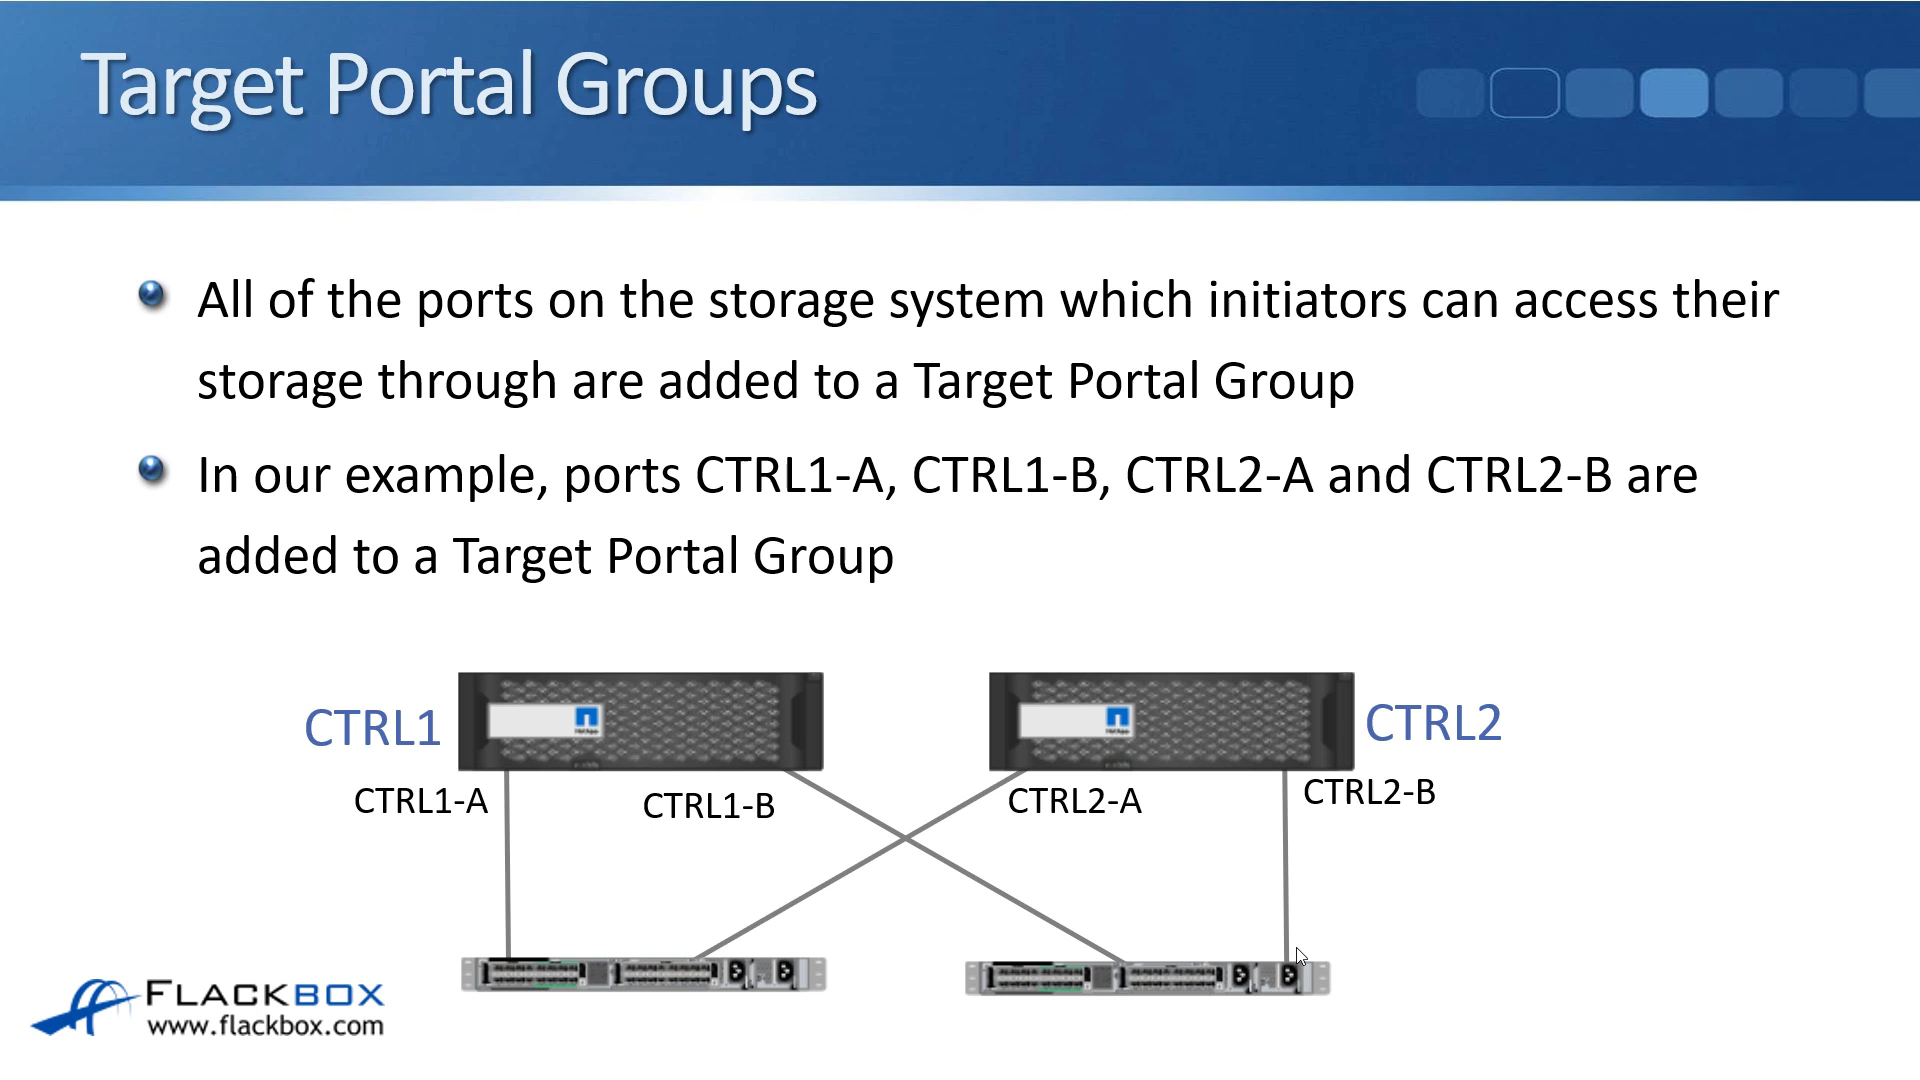 Target Portal Groups
All of the ports on the storage system which initiators can access their
storage through are added to a Target Portal Group
In our example, ports CTRL1-A, CTRL1-B, CTRL2-A and CTRL2-B are
added to a Target Portal Group
CTRL1
CTRL2
CTRL1-A
CTRL1-B
CTRL2-A
CTRL2-B
FLACKBOX
www.flackbox.com